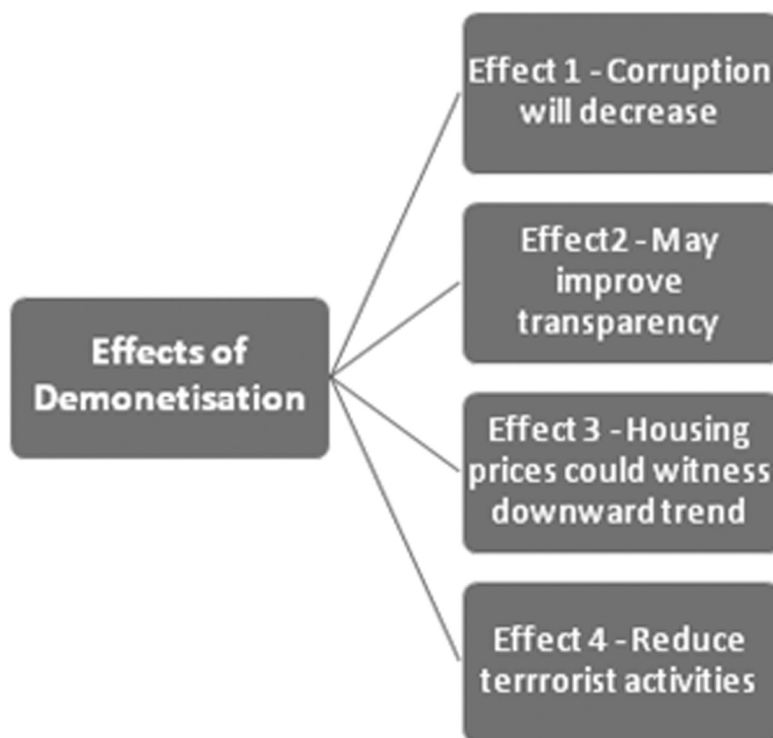 Effects of
Demonetisation
Effect 1 - Corruption
will decrease
Effect2 - May
improve
transparency
Effect 3 - Housing
prices could witness
downward trend
Effect 4 - Reduce
terrrorist activities